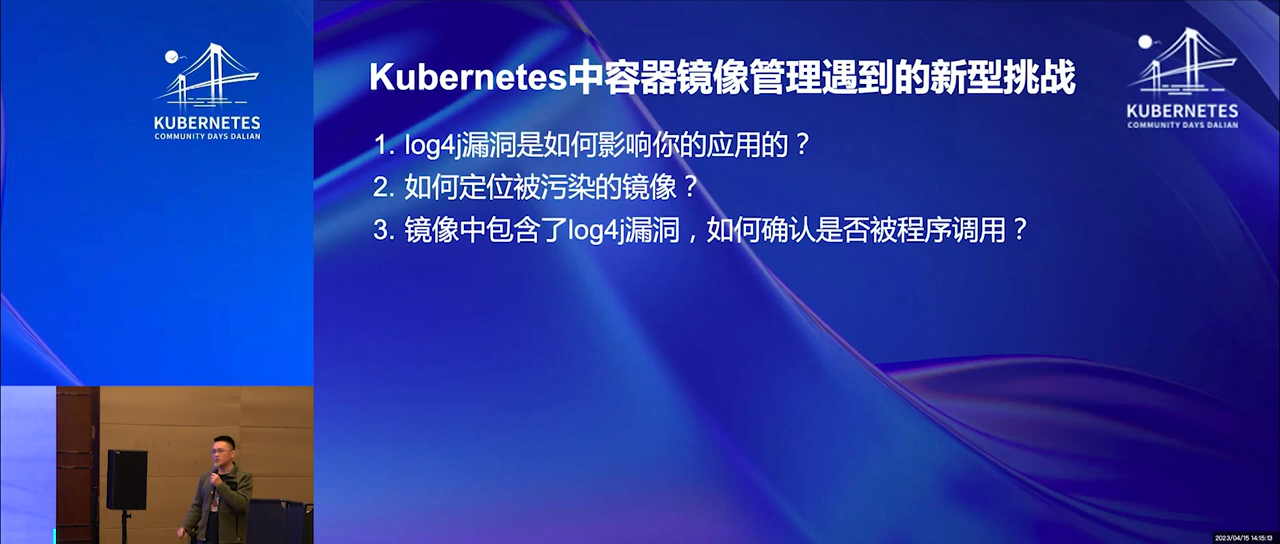 KUBERNETES
COMMUNITY DAYS DALIAN
Kubernetes中容器镜像管理遇到的新型挑战
KUBERNETES
COMMUNITY DAYS DALIAN
1. log4j漏洞是如何影响你的应用的？
2. 如何定位被污染的镜像？
3. 镜像中包含了log4j漏洞，如何确认是否被程序调用？
2023/04/15 14:15:13